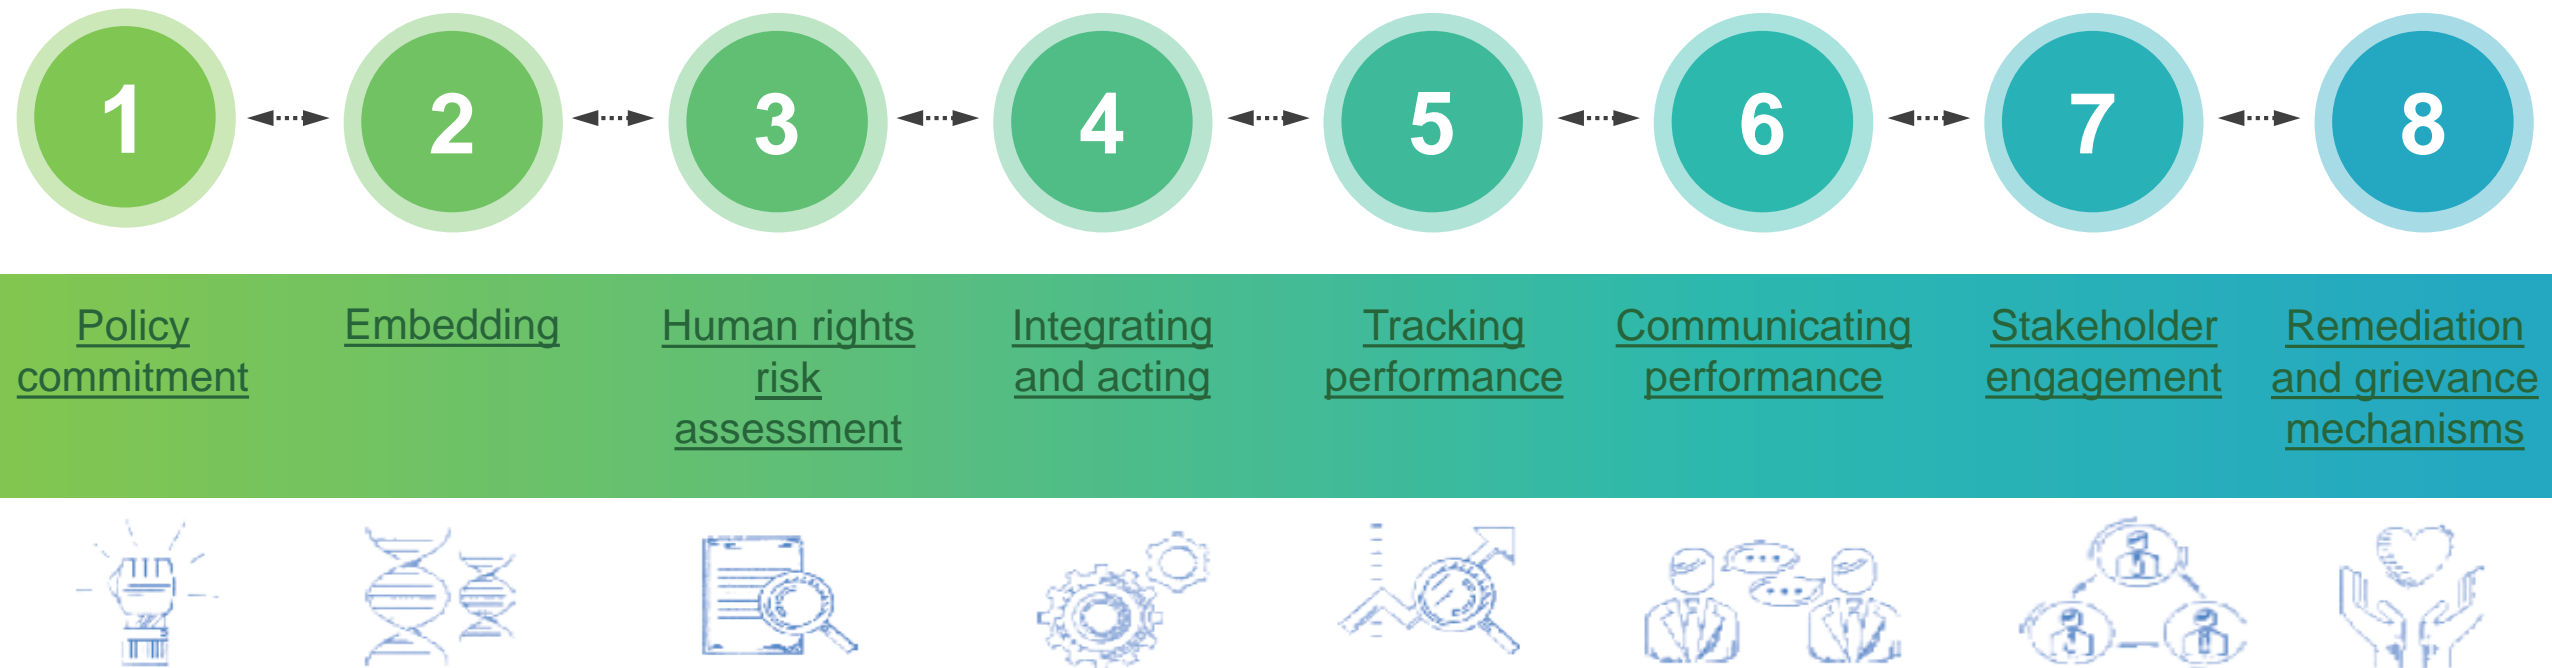 1
2
3
4
5
6
7
8
Policy
commitment
Embedding
Human rights
risk
assessment
Integrating
and acting
Tracking
performance
Communicating
performance
Stakeholder
engagement
Remediation
and grievance
mechanisms